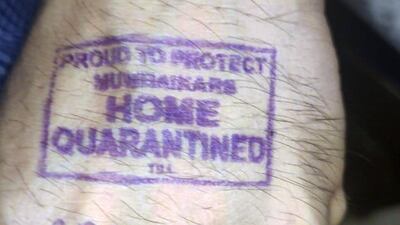 PROUD TO PROTECT
MUMBAIKARS
HOME
QUARANTINED